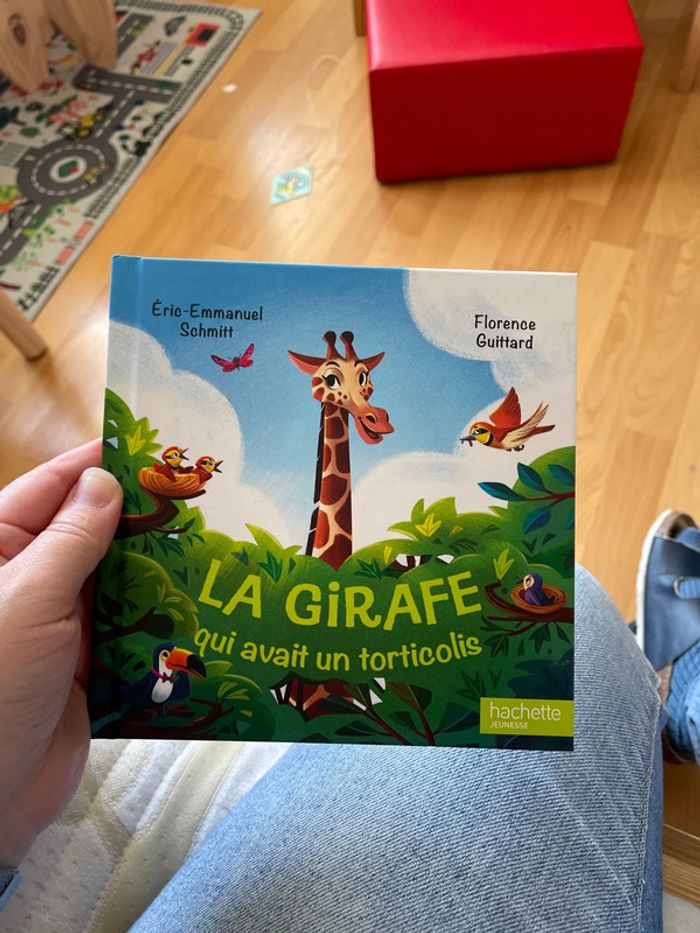 Éric-Emmanuel
Schmitt
Florence
Guittard
LA GiRAFE
qui avait un torticolis
hachette
JEUNESSE